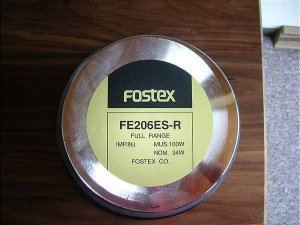 FOSTEX
FE206ES-R
FULL RANGE
IMP.8Ω MUS.100W
NOM. 34W
FOSTEX CO.